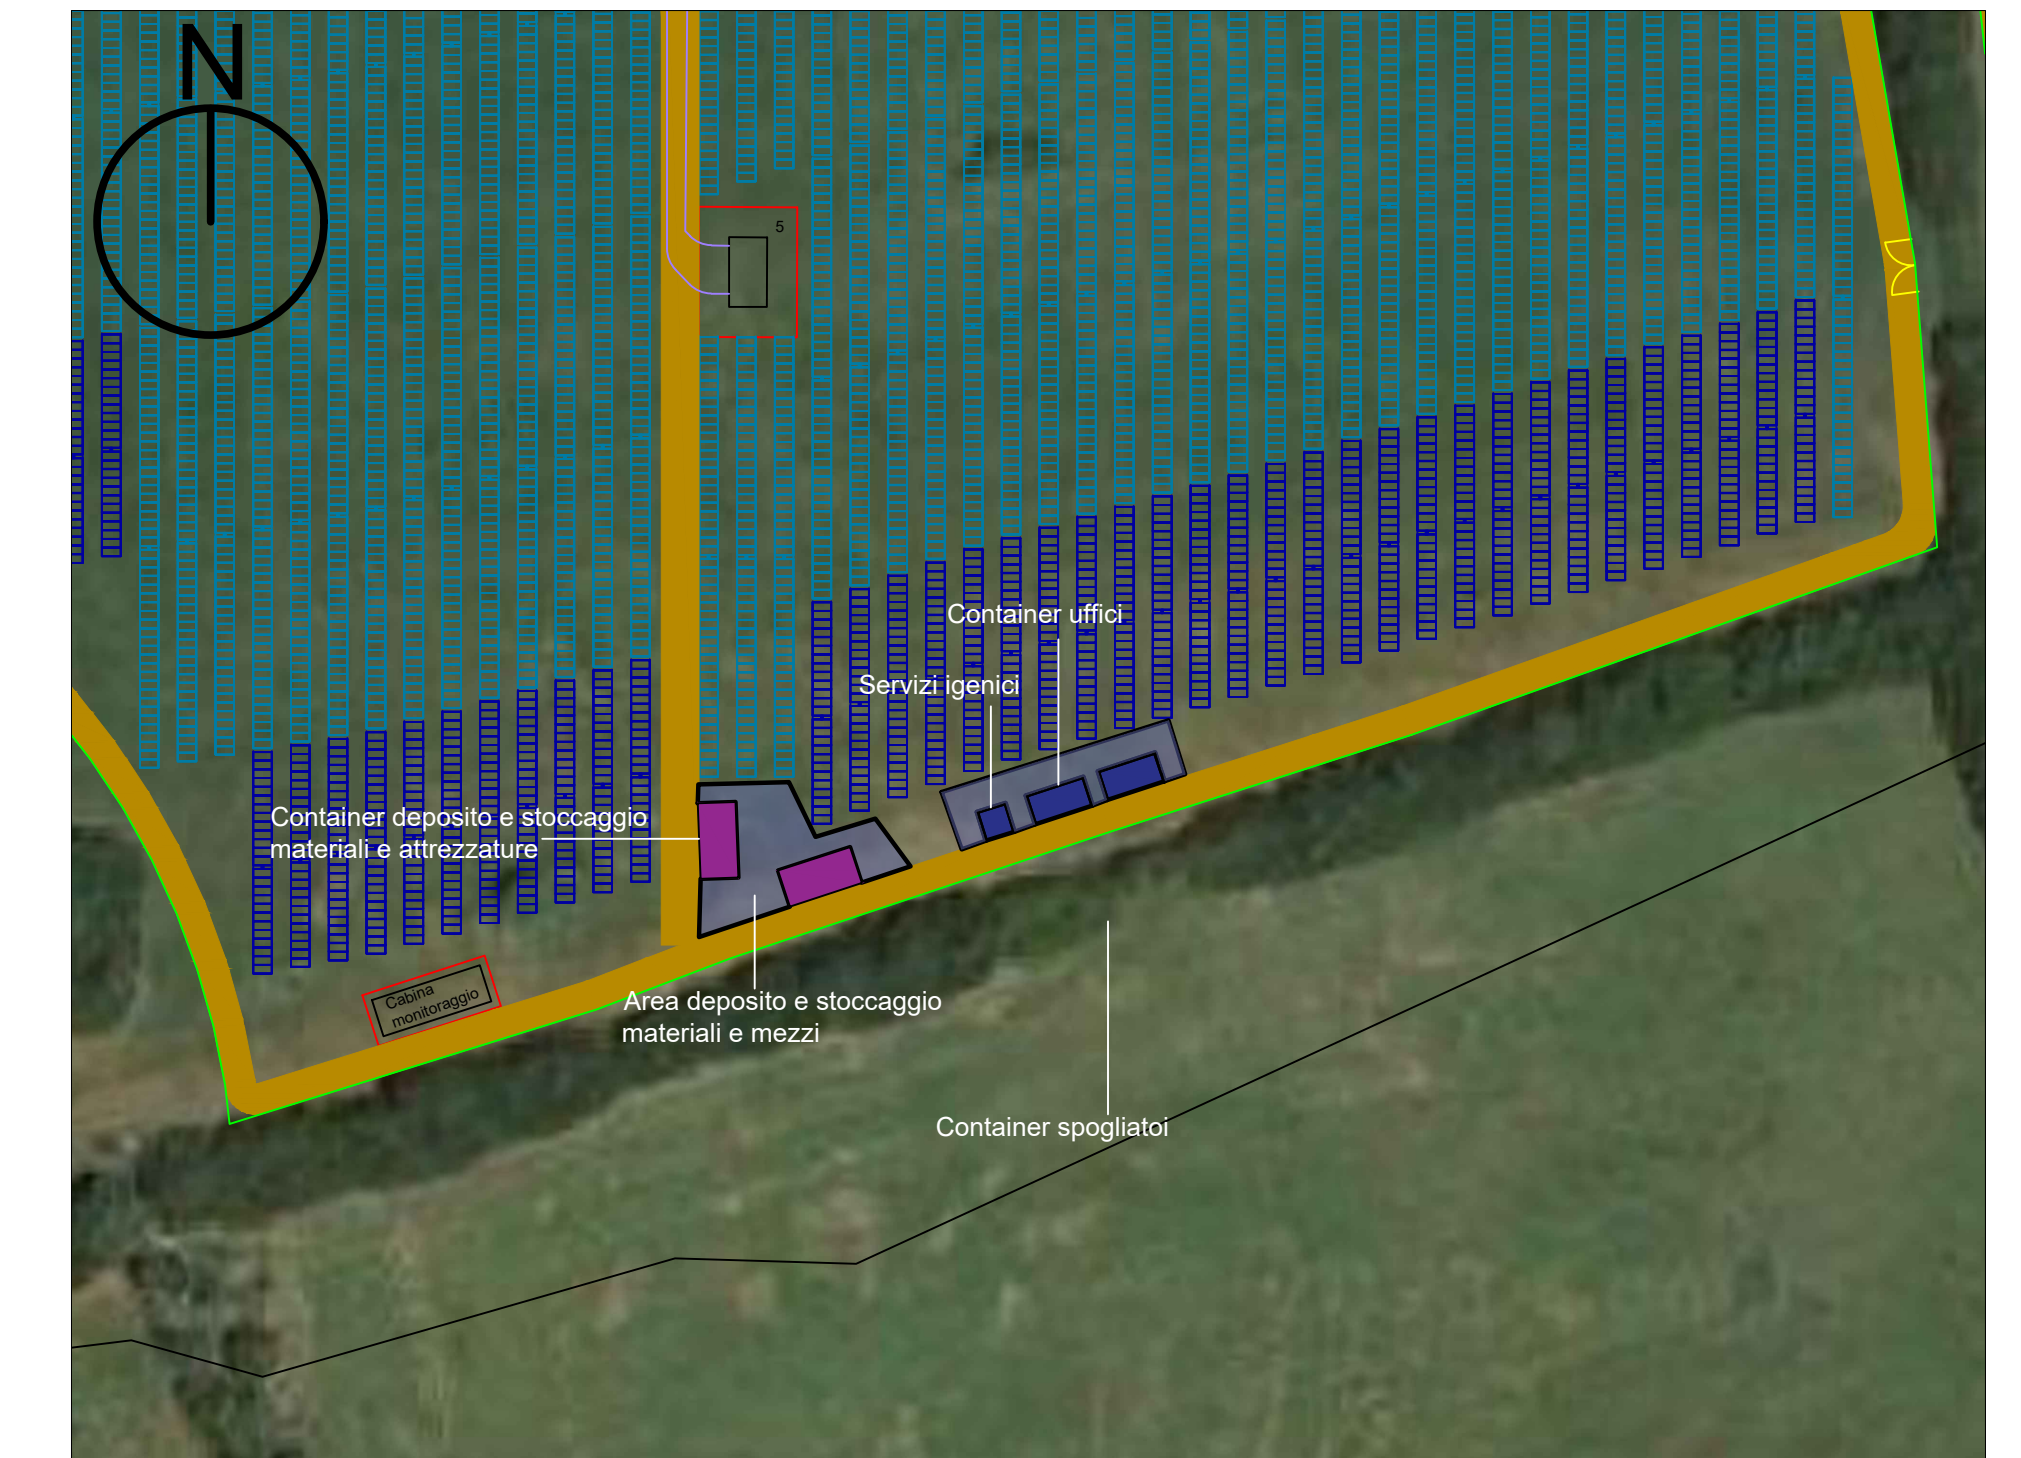 N
5
Container uffici
Servizi igenici
Container deposito e stoccaggio
materiali e attrezzature
Cabina
monitoraggio
Area deposito e stoccaggio
materiali e mezzi
Container spogliatoi